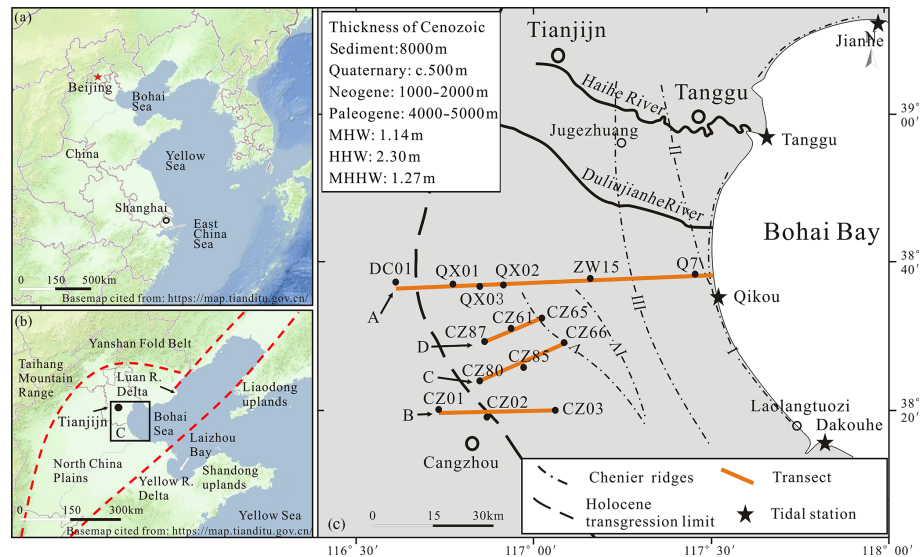 (a)
Beijing
Bohai
Sea
China
Yellow
Sea
Shanghai
East
China
Sea
0 150 500km
Basemap cited from: https://map.tianditu.gov.cn/
(b)
Yanshan Fold Belt
Taihang
Mountain
Range
Luan R.
Delta
Liaodong
uplands
Tianjijn
C
Bohai
Sea
Laizhou
Bay
North China
Plains
Yellow R.
Delta
Shandong
uplands
Yellow Sea
0 150 300km
Basemap cited from: https://map.tianditu.gov.cn/
Thickness of Cenozoic
Sediment:8000m
Quaternary: c.500m
Neogene: 1000-2000m
Paleogene: 4000-5000m
MHW: 1.14m
HHW: 2.30m
MHHW: 1.27m
Tianjijn
Haihe River
Tanggu
Jugezhuang
II
Tanggu
Jianhe
N
DuliujianheRiver
Bohai Bay
DC01
QX01
QX02
QX03
ZW15
Q7
A
III
Qikou
CZ61
CZ65
CZ87
CZ66
D
V
IV
I
CZ85
C
CZ80
CZ01
CZ02
CZ03
B
Laolangtuozi
Dakouhe
Cangzhou
Chenier ridges
Transect
Holocene
transgression limit
Tidal station
(c)
0 15 30km
39°
00′
38°
40′
38°
20′
116° 30′
117° 00′
117° 30′
118° 00′